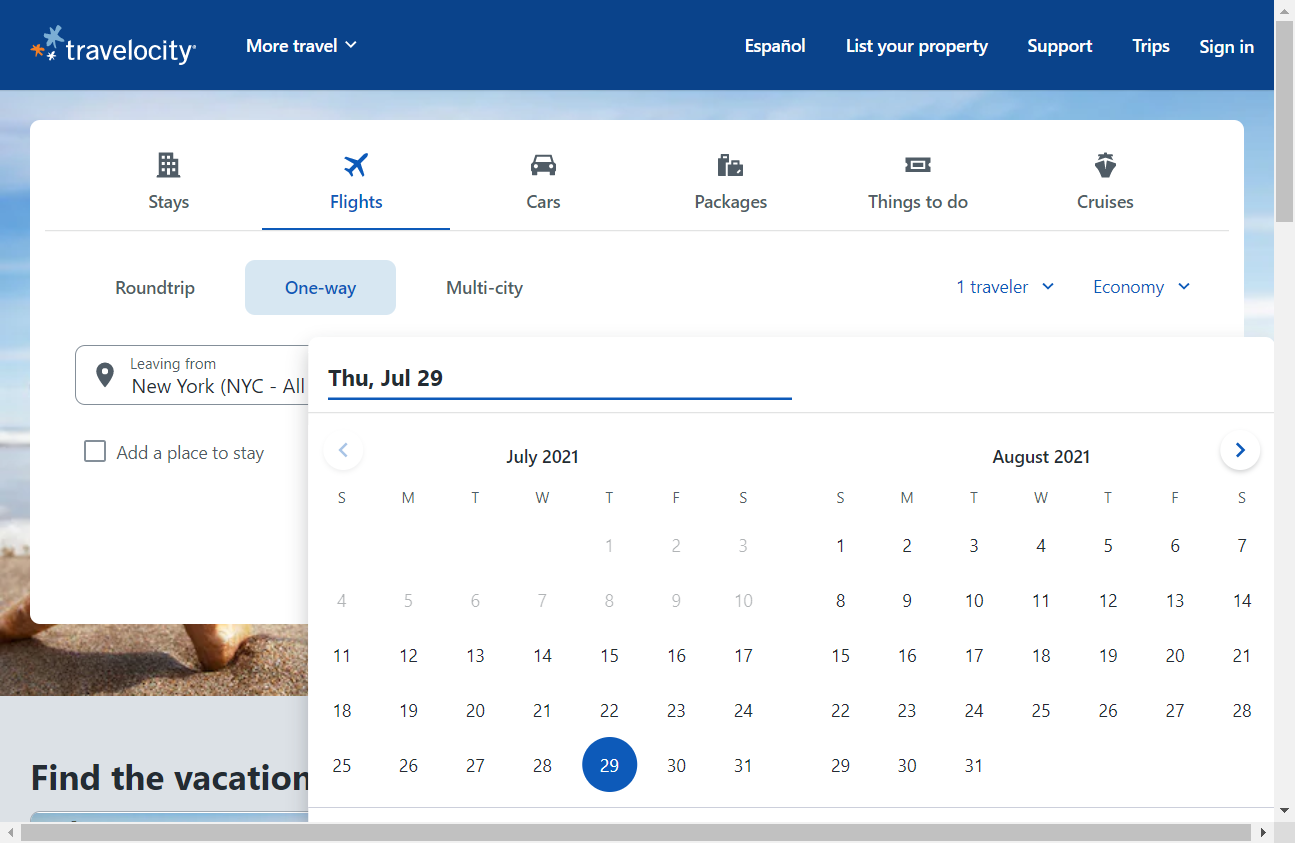 travelocity
More travel
Español
List your property
Support
Trips
Sign in
Stays
Flights
Cars
Packages
Things to do
Cruises
Roundtrip
One-way
Multi-city
1 traveler
Economy
Leaving from
New York (NYC - All
Thu, Jul 29
Add a place to stay
July 2021
S M T W T F S
1 2 3
4 5 6 7 8 9 10
11 12 13 14 15 16 17
18 19 20 21 22 23 24
25 26 27 28 29 30 31
August 2021
S M T W T F S
1 2 3 4 5 6 7
8 9 10 11 12 13 14
15 16 17 18 19 20 21
22 23 24 25 26 27 28
29 30 31
Find the vacation